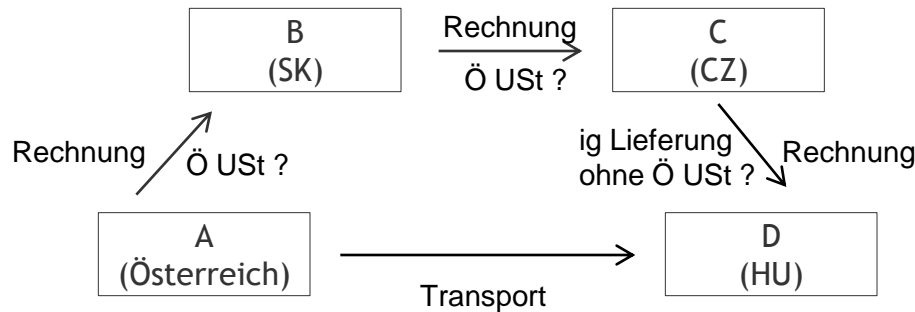 B
(SK)
Rechnung
Ö USt ?
C
(CZ)
Rechnung
Ö USt ?
ig Lieferung
ohne Ö USt ?
Rechnung
A
(Österreich)
Transport
D
(HU)